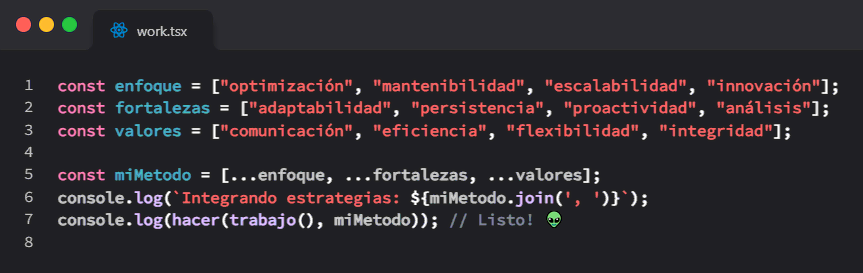 work.tsx
1 const enfoque = ["optimización", "mantenibilidad", "escalabilidad", "innovación"];
2 const fortalezas = ["adaptabilidad", "persistencia", "proactividad", "análisis"];
3 const valores = ["comunicación", "eficiencia", "flexibilidad", "integridad"];
4
5 const miMetodo = [...enfoque, ...fortalezas, ...valores];
6 console.log(`Integrando estrategias: ${miMetodo.join(', ')}`);
7 console.log(hacer(trabajo(), miMetodo)); // Listo! 👽
8